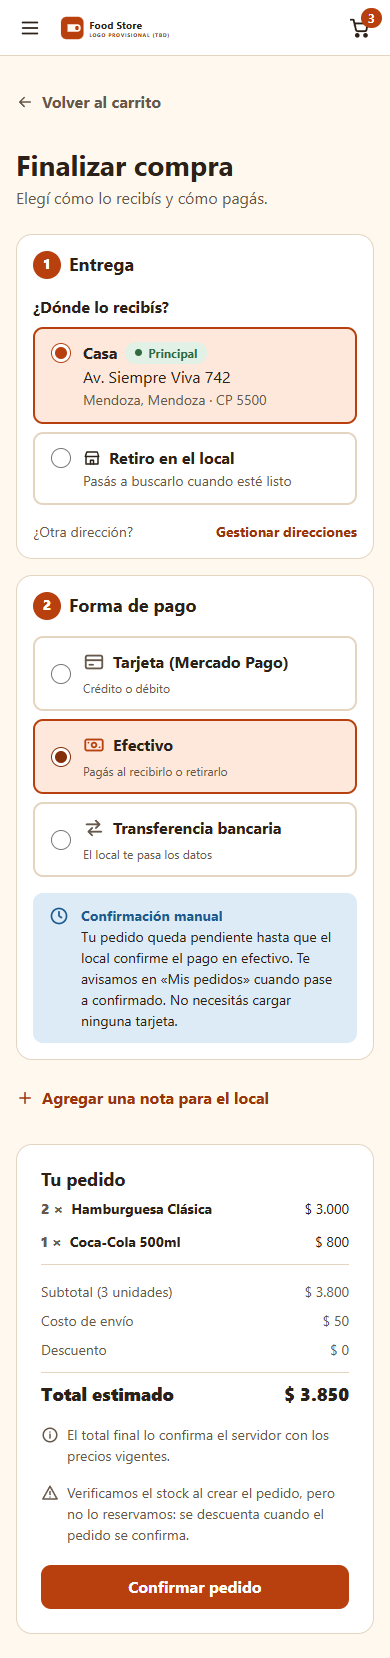 Food Store
LOGO PROVISIONAL (TBD)
3
Volver al carrito
Finalizar compra
Elegí cómo lo recibís y cómo pagás.
1 Entrega
¿Dónde lo recibís?
Casa Principal
Av. Siempre Viva 742
Mendoza, Mendoza · CP 5500
Retiro en el local
Pasás a buscarlo cuando esté listo
¿Otra dirección? Gestionar direcciones
2 Forma de pago
Tarjeta (Mercado Pago)
Crédito o débito
Efectivo
Pagás al recibirlo o retirarlo
Transferencia bancaria
El local te pasa los datos
Confirmación manual
Tu pedido queda pendiente hasta que el
local confirme el pago en efectivo. Te
avisamos en «Mis pedidos» cuando pase
a confirmado. No necesitás cargar
ninguna tarjeta.
Agregar una nota para el local
Tu pedido
2 × Hamburguesa Clásica $ 3.000
1 × Coca-Cola 500ml $ 800
Subtotal (3 unidades) $ 3.800
Costo de envío $ 50
Descuento $ 0
Total estimado $ 3.850
El total final lo confirma el servidor con los
precios vigentes.
Verificamos el stock al crear el pedido, pero
no lo reservamos: se descuenta cuando el
pedido se confirma.
Confirmar pedido